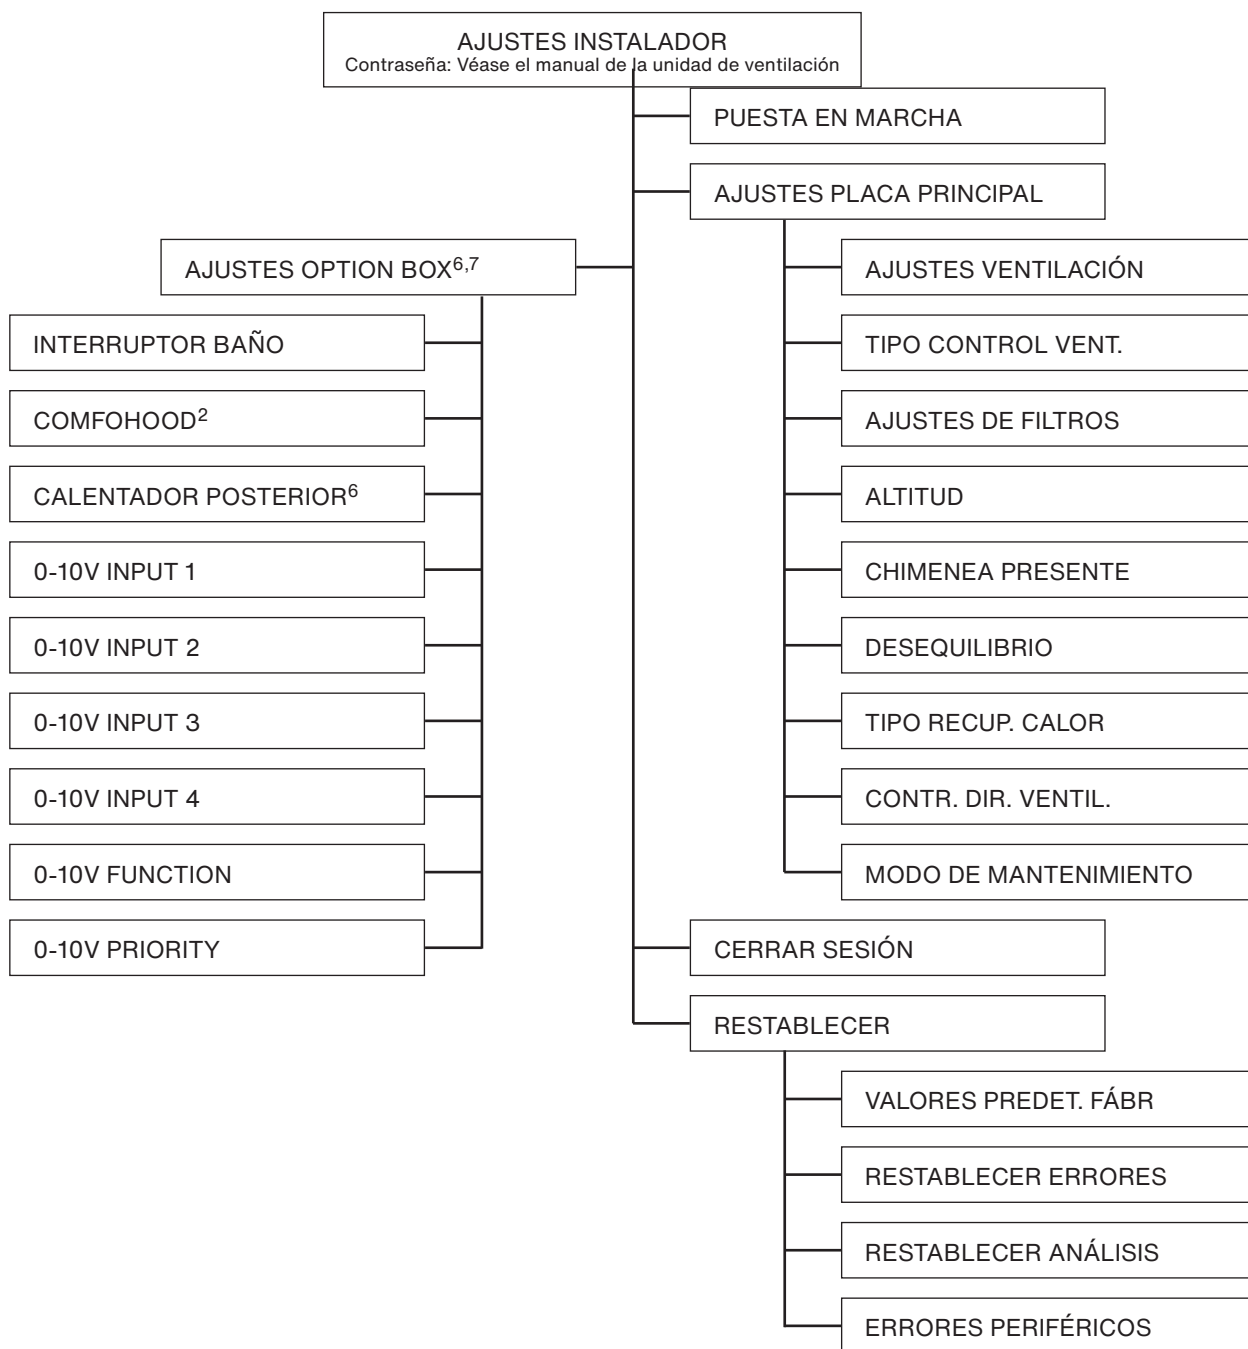 AJUSTES INSTALADOR
Contraseña: Véase el manual de la unidad de ventilación
PUESTA EN MARCHA
AJUSTES PLACA PRINCIPAL
AJUSTES VENTILACIÓN
TIPO CONTROL VENT.
AJUSTES DE FILTROS
ALTITUD
CHIMENEA PRESENTE
DESEQUILIBRIO
TIPO RECUP. CALOR
CONTR. DIR. VENTIL.
MODO DE MANTENIMIENTO
AJUSTES OPTION BOX6,7
INTERRUPTOR BAÑO
COMFOHOOD2
CALENTADOR POSTERIOR6
0-10V INPUT 1
0-10V INPUT 2
0-10V INPUT 3
0-10V INPUT 4
0-10V FUNCTION
0-10V PRIORITY
CERRAR SESIÓN
RESTABLECER
VALORES PREDET. FÁBR
RESTABLECER ERRORES
RESTABLECER ANÁLISIS
ERRORES PERIFÉRICOS